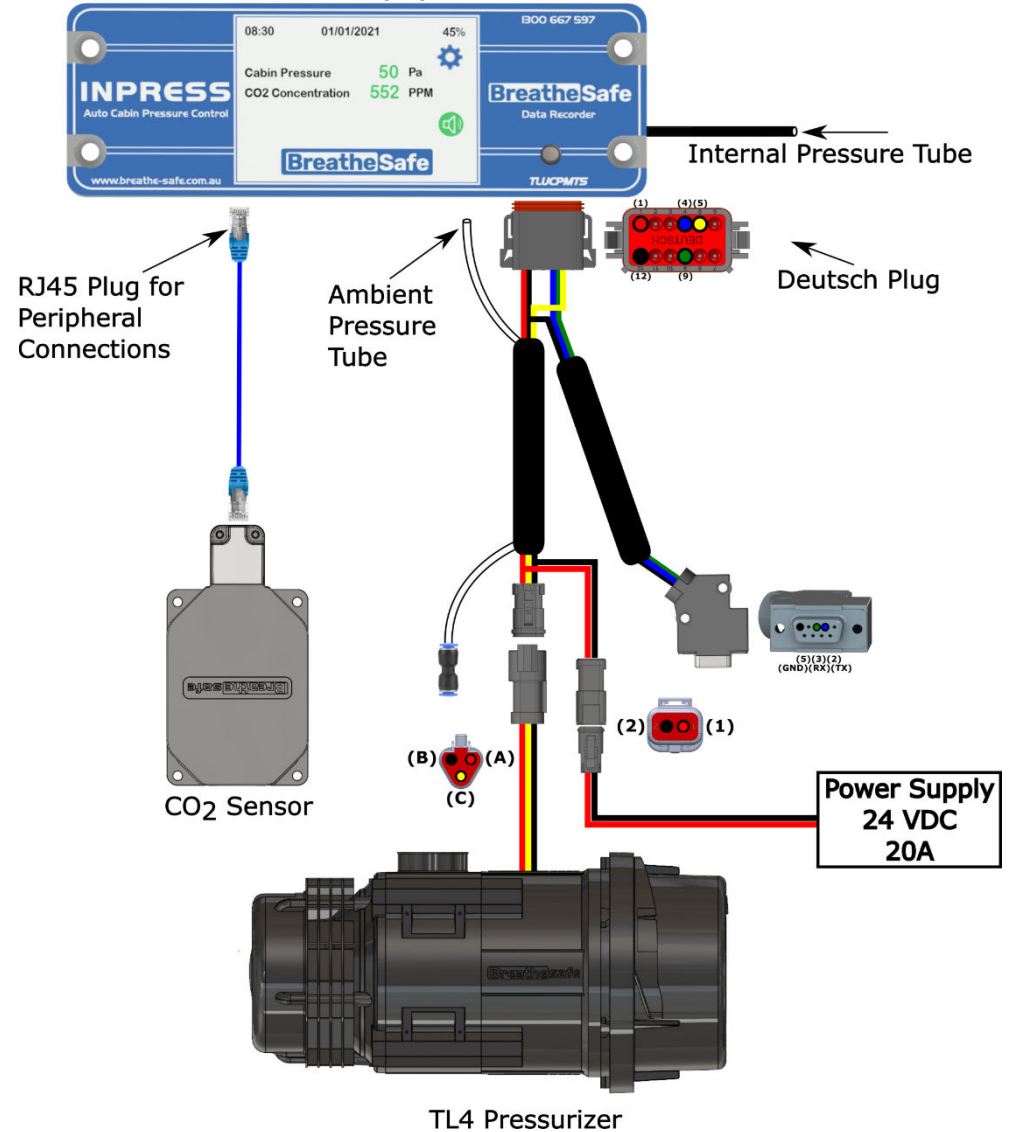 1300 667 597
08:30 01/01/2021 45%
Cabin Pressure 50 Pa
CO2 Concentration 552 PPM
INPRESS
Auto Cabin Pressure Control
BreatheSafe
Data Recorder
BreatheSafe
www.breathe-safe.com.au
TLUCPMTS
Internal Pressure Tube
(1) (4)(5)
DEUTSCH
(12) (9)
Deutsch Plug
RJ45 Plug for
Peripheral
Connections
Ambient
Pressure
Tube
(5)(3)(2)
(GND)(RX)(TX)
Breathesafe
CO2 Sensor
(2) (1)
(B) (A)
(C)
Power Supply
24 VDC
20A
Breathesafe
TL4 Pressurizer